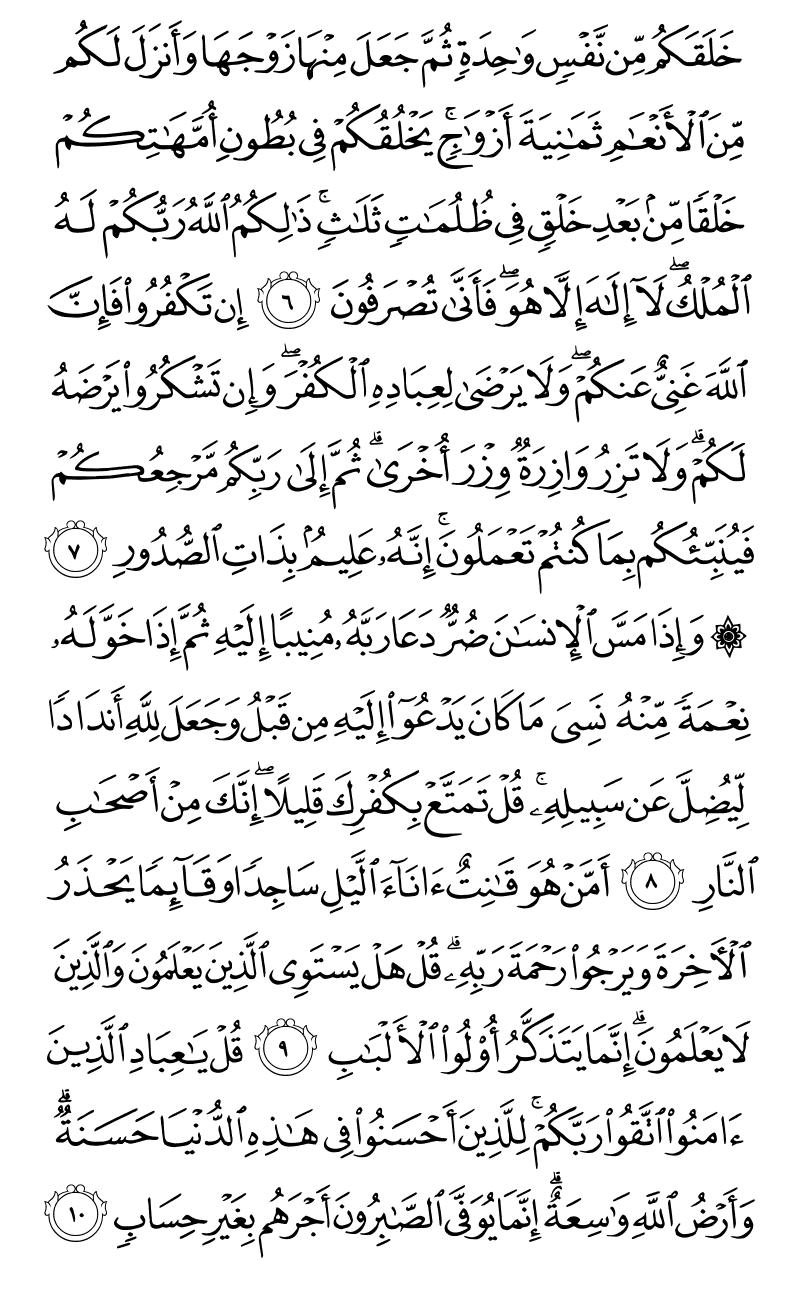 خَلَقَكُم مِّن نَّفۡسٖ وَٰحِدَةٖ ثُمَّ جَعَلَ مِنۡهَا زَوۡجَهَا وَأَنزَلَ لَكُم
مِّنَ ٱلۡأَنۡعَٰمِ ثَمَٰنِيَةَ أَزۡوَٰجٖۚ يَخۡلُقُكُمۡ فِي بُطُونِ أُمَّهَٰتِكُمۡ
خَلۡقٗا مِّنۢ بَعۡدِ خَلۡقٖ فِي ظُلُمَٰتٖ ثَلَٰثٖۚ ذَٰلِكُمُ ٱللَّهُ رَبُّكُمۡ لَهُ
ٱلۡمُلۡكُۖ لَآ إِلَٰهَ إِلَّا هُوَۖ فَأَنَّىٰ تُصۡرَفُونَ ٦ إِن تَكۡفُرُواْ فَإِنَّ
ٱللَّهَ غَنِيٌّ عَنكُمۡۖ وَلَا يَرۡضَىٰ لِعِبَادِهِ ٱلۡكُفۡرَۖ وَإِن تَشۡكُرُواْ يَرۡضَهُ
لَكُمۡۗ وَلَا تَزِرُ وَازِرَةٞ وِزۡرَ أُخۡرَىٰۗ ثُمَّ إِلَىٰ رَبِّكُم مَّرۡجِعُكُمۡ
فَيُنَبِّئُكُم بِمَا كُنتُمۡ تَعۡمَلُونَۚ إِنَّهُۥ عَلِيمُۢ بِذَاتِ ٱلصُّدُورِ ٧
۞ وَإِذَا مَسَّ ٱلۡإِنسَٰنَ ضُرّٞ دَعَا رَبَّهُۥ مُنِيبًا إِلَيۡهِ ثُمَّ إِذَا خَوَّلَهُۥ
نِعۡمَةٗ مِّنۡهُ نَسِيَ مَا كَانَ يَدۡعُوٓاْ إِلَيۡهِ مِن قَبۡلُ وَجَعَلَ لِلَّهِ أَندَادٗا
لِّيُضِلَّ عَن سَبِيلِهِۦۚ قُلۡ تَمَتَّعۡ بِكُفۡرِكَ قَلِيلًا إِنَّكَ مِنۡ أَصۡحَٰبِ
ٱلنَّارِ ٨ أَمَّنۡ هُوَ قَٰنِتٌ ءَانَآءَ ٱلَّيۡلِ سَاجِدٗا وَقَآئِمٗا يَحۡذَرُ
ٱلۡأٓخِرَةَ وَيَرۡجُواْ رَحۡمَةَ رَبِّهِۦۗ قُلۡ هَلۡ يَسۡتَوِي ٱلَّذِينَ يَعۡلَمُونَ وَٱلَّذِينَ
لَا يَعۡلَمُونَۗ إِنَّمَا يَتَذَكَّرُ أُوْلُواْ ٱلۡأَلۡبَٰبِ ٩ قُلۡ يَٰعِبَادِ ٱلَّذِينَ
ءَامَنُواْ ٱتَّقُواْ رَبَّكُمۡۚ لِلَّذِينَ أَحۡسَنُواْ فِي هَٰذِهِ ٱلدُّنۡيَا حَسَنَةٞۗ
وَأَرۡضُ ٱللَّهِ وَٰسِعَةٌۗ إِنَّمَا يُوَفَّى ٱلصَّٰبِرُونَ أَجۡرَهُم بِغَيۡرِ حِسَابٖ ١٠